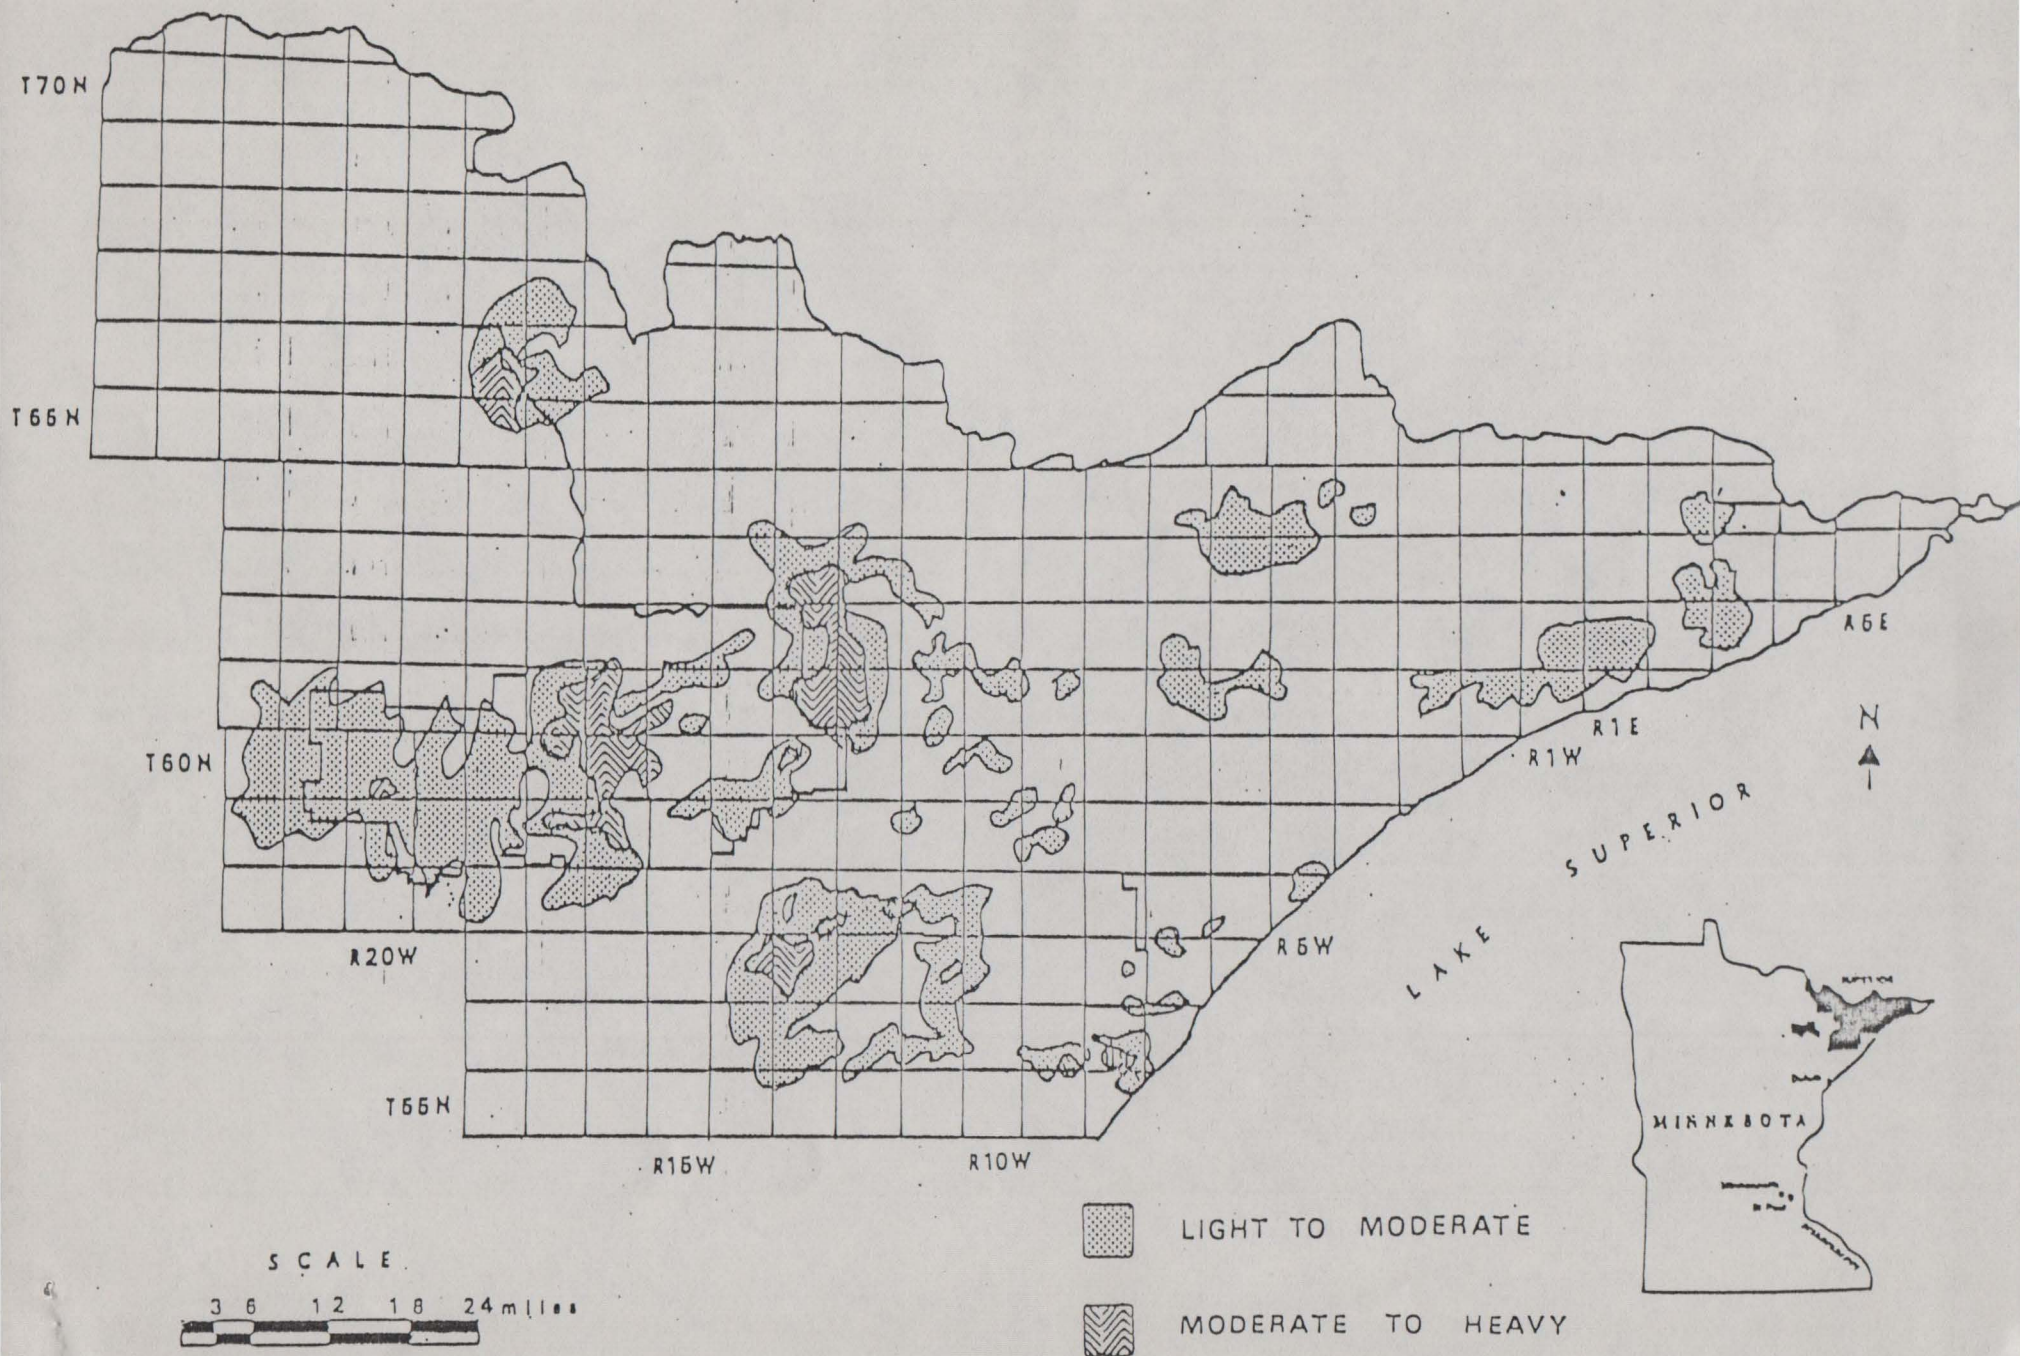 T70N
T65N
T60N
R20W
T55N
R15W
R10W
R5W
R1W
R1E
R6E
N
LAKE SUPERIOR
MINNESOTA
LIGHT TO MODERATE
MODERATE TO HEAVY
SCALE
3 6 12 18 24 miles